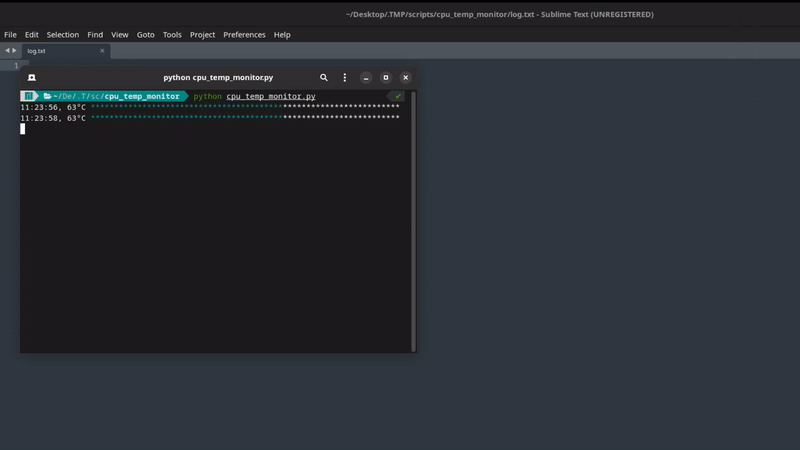 ~/Desktop/.TMP/scripts/cpu_temp_monitor/log.txt - Sublime Text (UNREGISTERED)
File Edit Selection Find View Goto Tools Project Preferences Help
log.txt
1
python cpu_temp_monitor.py
~/De/.T/sc/cpu_temp_monitor python cpu_temp_monitor.py
11:23:56, 63°C ******************************************************************
11:23:58, 63°C ******************************************************************